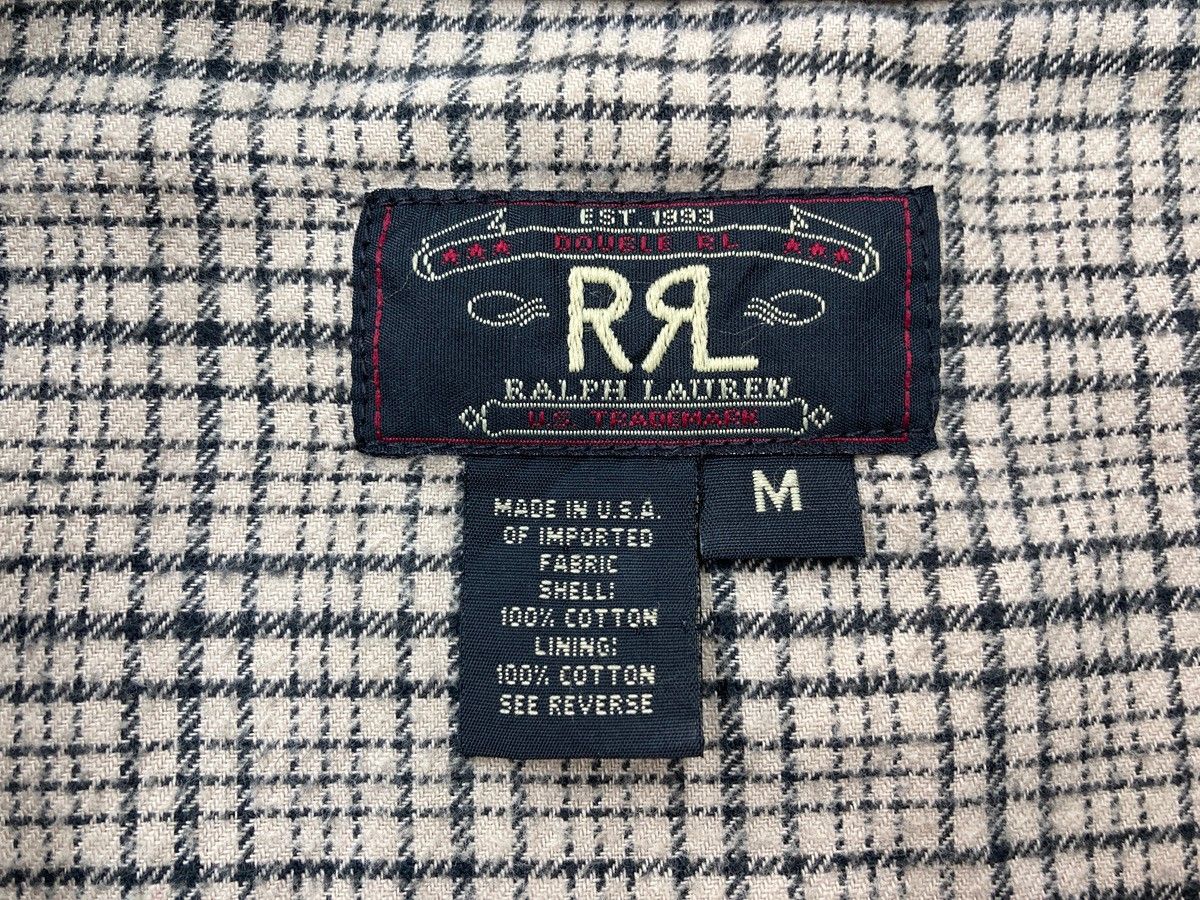 EST. 1993
DOUBLE RL
RRL
RALPH LAUREN
U.S. TRADEMARK
M
MADE IN U.S.A.
OF IMPORTED
FABRIC
SHELL:
100% COTTON
LINING:
100% COTTON
SEE REVERSE